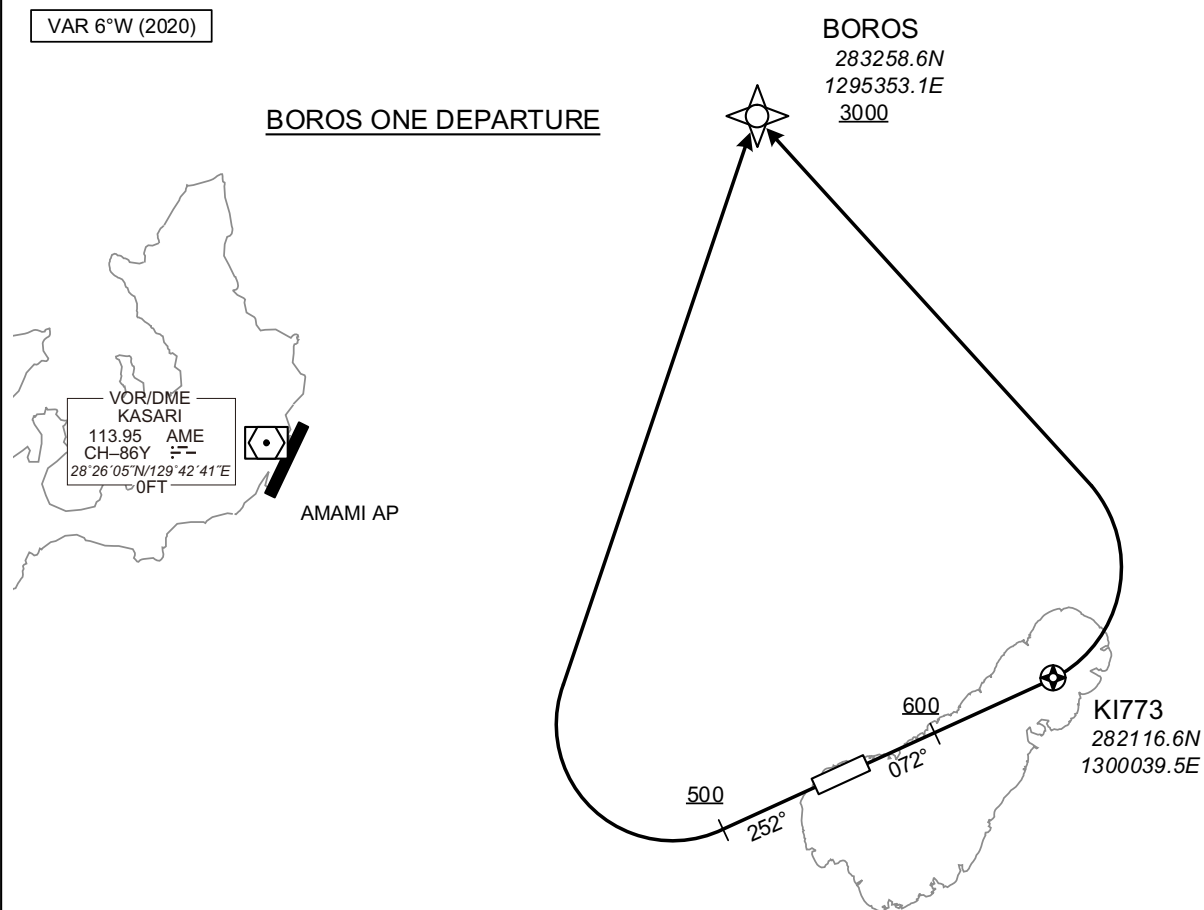 VAR 6°W (2020)
BOROS
283258.6N
1295353.1E
3000
BOROS ONE DEPARTURE
VOR/DME
KASARI
113.95 AME
CH–86Y
28°26′05″N/129°42′41″E
0FT
AMAMI AP
600
072°
KI773
282116.6N
1300039.5E
500
252°